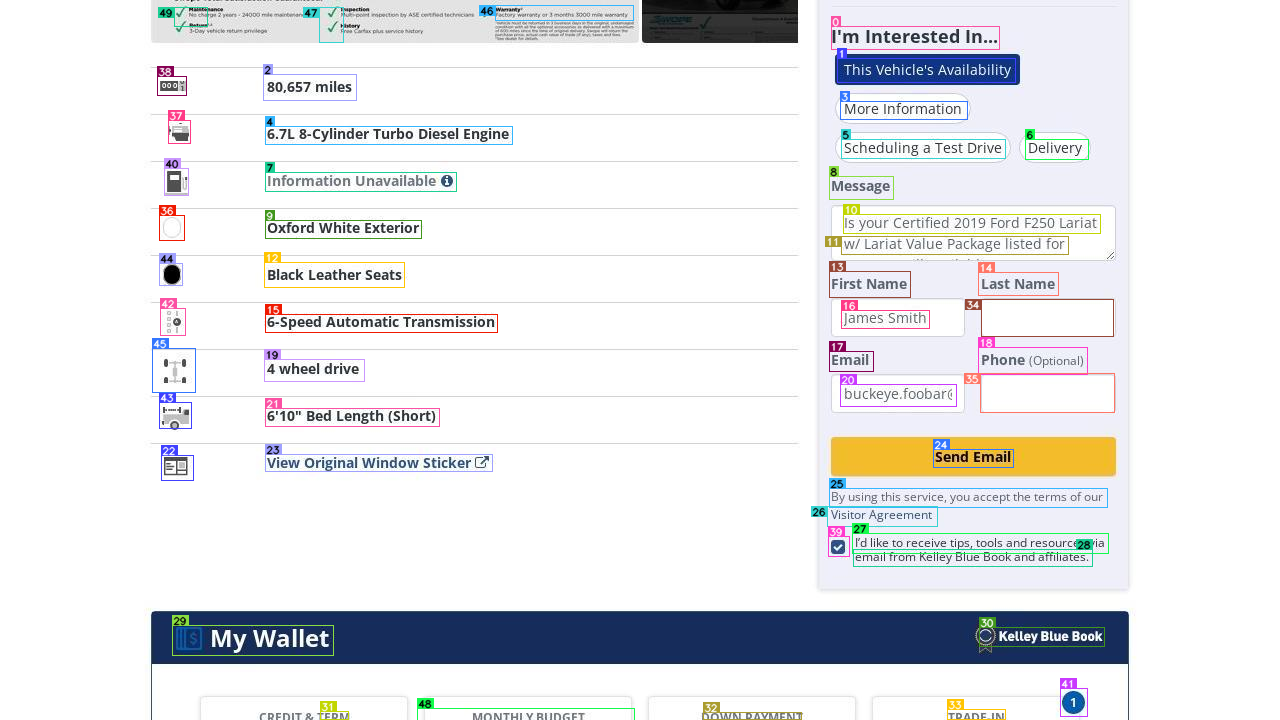 Maintenance
No charge 2 years - 24000 mile maintenance
Return
3-Day vehicle return privilege
Inspection
Multi-point inspection by ASE certified technicians
History
Free Carfax plus service history
Warranty²
Factory warranty or 3 months 3000 mile warranty
49
47
46
0
I'm Interested In...
1
This Vehicle's Availability
3
More Information
5
Scheduling a Test Drive
6
Delivery
8
Message
10
Is your Certified 2019 Ford F250 Lariat
11
w/ Lariat Value Package listed for
13
First Name
14
Last Name
16
James Smith
34
17
Email
18
Phone (Optional)
20
buckeye.foobar@
35
24
Send Email
25
By using this service, you accept the terms of our
26
Visitor Agreement
39
27
I'd like to receive tips, tools and resources via
28
email from Kelley Blue Book and affiliates.
38
2
80,657 miles
37
4
6.7L 8-Cylinder Turbo Diesel Engine
40
7
Information Unavailable
36
9
Oxford White Exterior
44
12
Black Leather Seats
42
15
6-Speed Automatic Transmission
45
19
4 wheel drive
43
21
6'10" Bed Length (Short)
22
23
View Original Window Sticker
29
My Wallet
30
Kelley Blue Book
41
1
31
CREDIT & TERM
48
MONTHLY BUDGET
32
DOWN PAYMENT
33
TRADE-IN